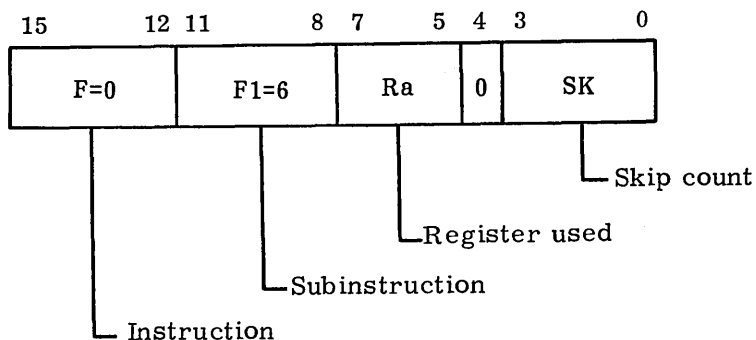 15 12 11 8 7 5 4 3 0
F=0 F1=6 Ra 0 SK
Skip count
Register used
Subinstruction
Instruction